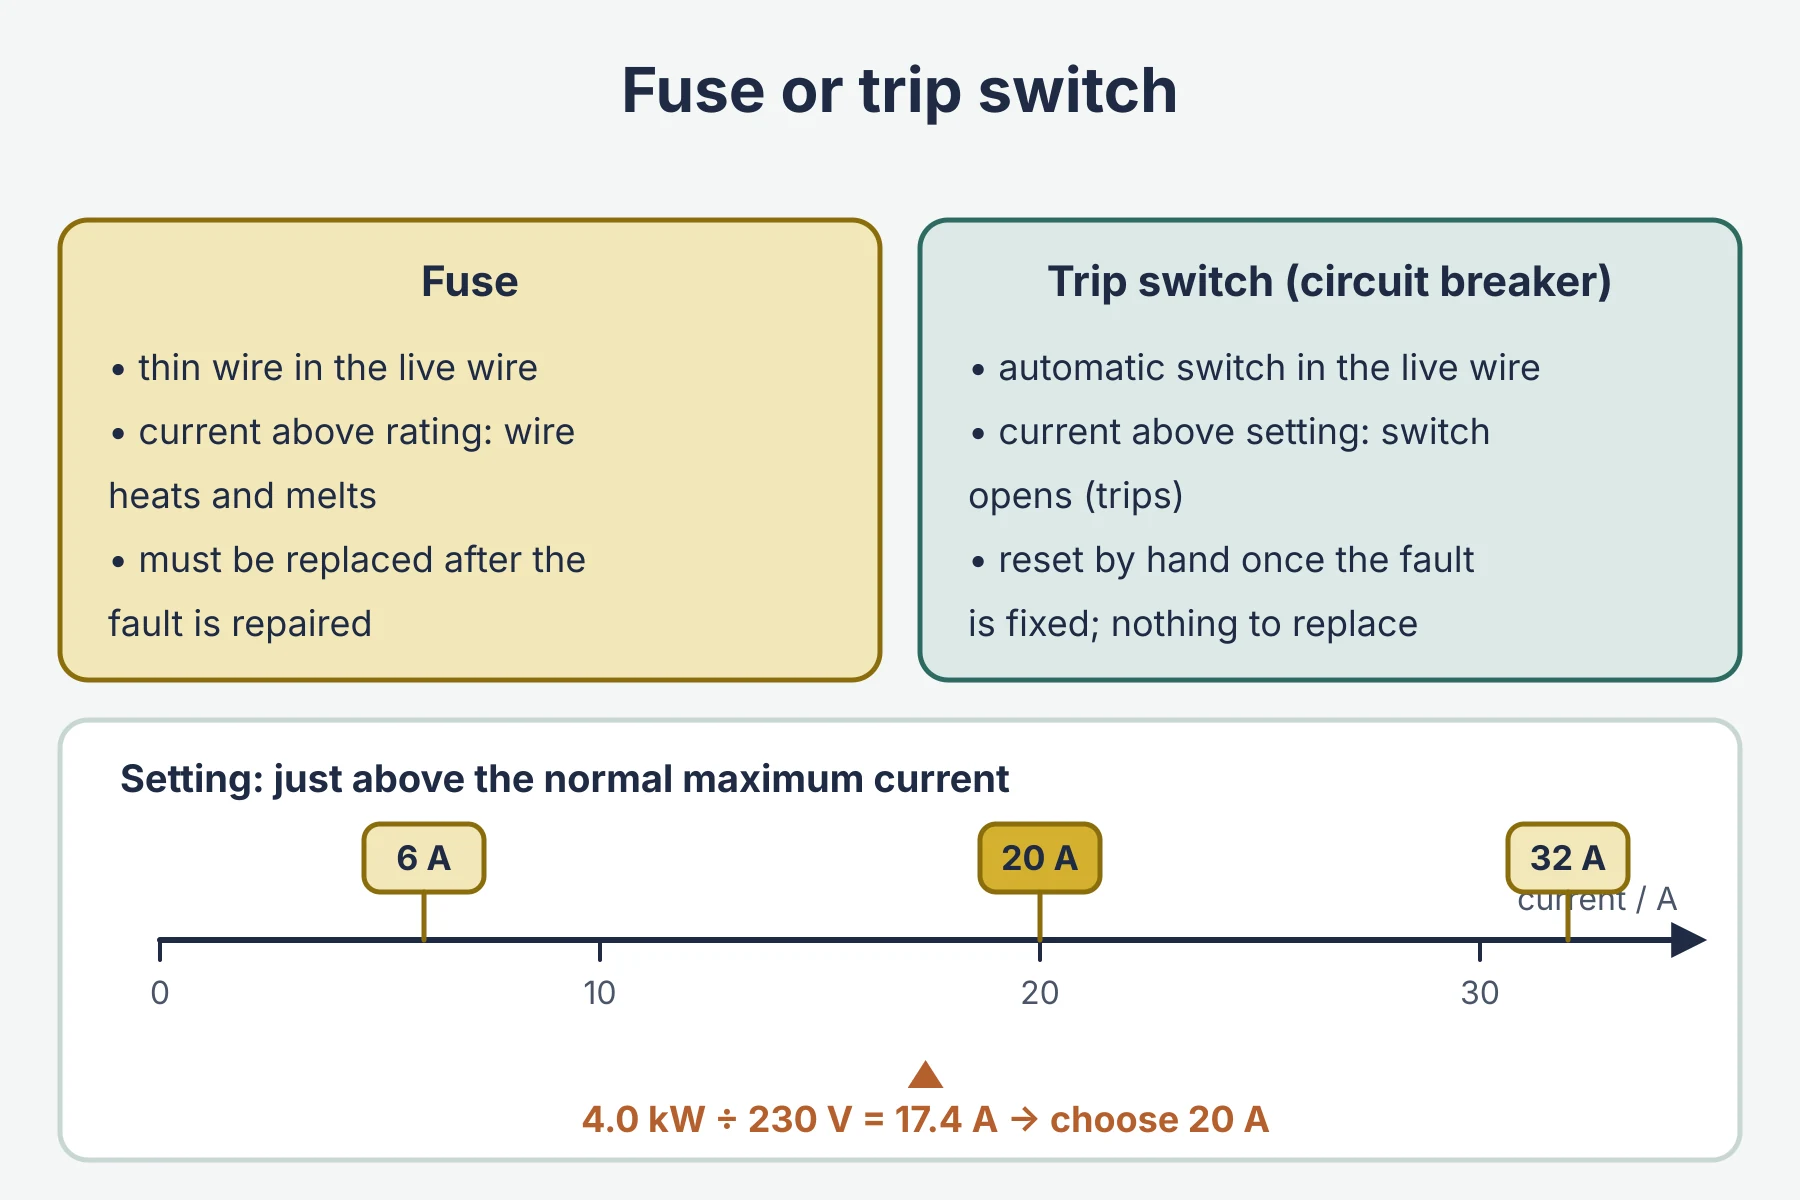 Fuse or trip switch
Fuse
• thin wire in the live wire
• current above rating: wire
heats and melts
• must be replaced after the
fault is repaired
Trip switch (circuit breaker)
• automatic switch in the live wire
• current above setting: switch
opens (trips)
• reset by hand once the fault
is fixed; nothing to replace
Setting: just above the normal maximum current
6 A
20 A
32 A
current / A
0
10
20
30
4.0 kW ÷ 230 V = 17.4 A → choose 20 A